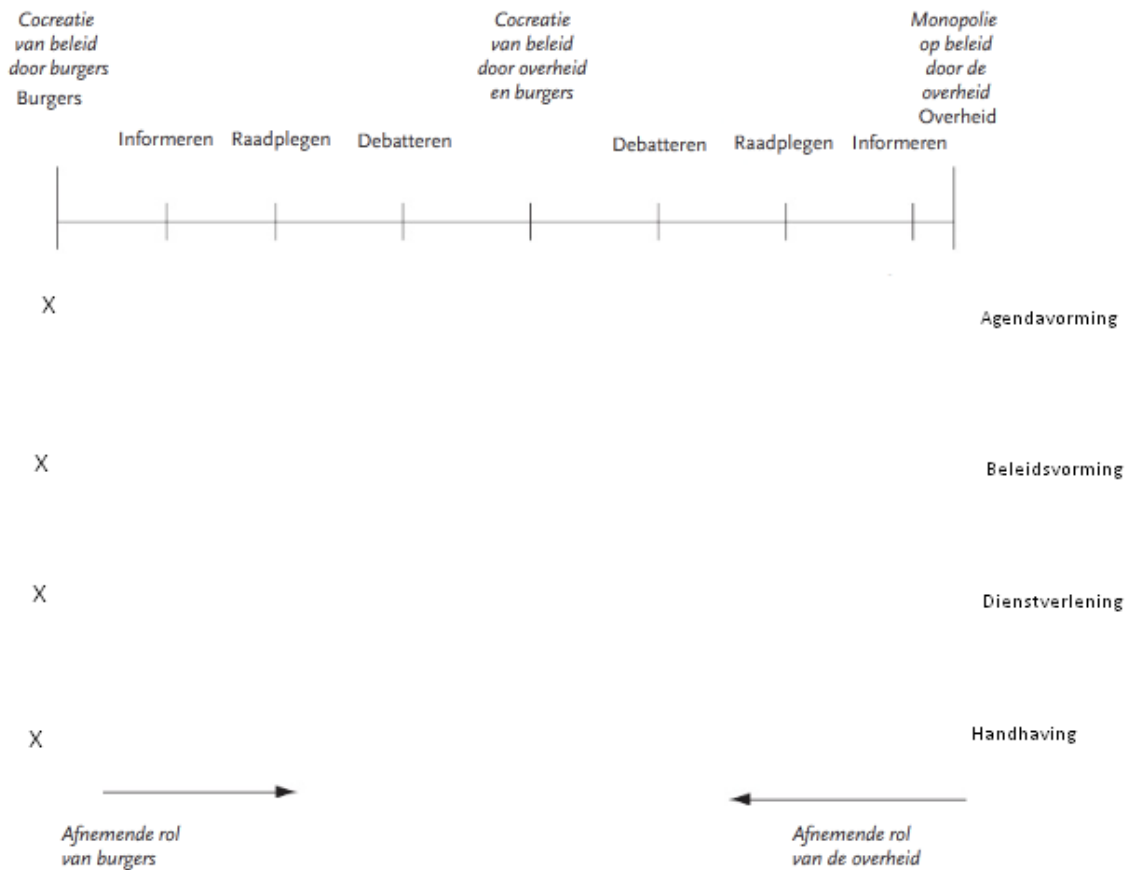 Cocreatie
van beleid
door burgers
Burgers
Cocreatie
van beleid
door overheid
en burgers
Monopolie
op beleid
door de
overheid
Overheid
Informeren Raadplegen Debatteren Debatteren Raadplegen Informeren
X
Agendavorming
X
Beleidsvorming
X
Dienstverlening
X
Handhaving
Afnemende rol
van burgers
Afnemende rol
van de overheid